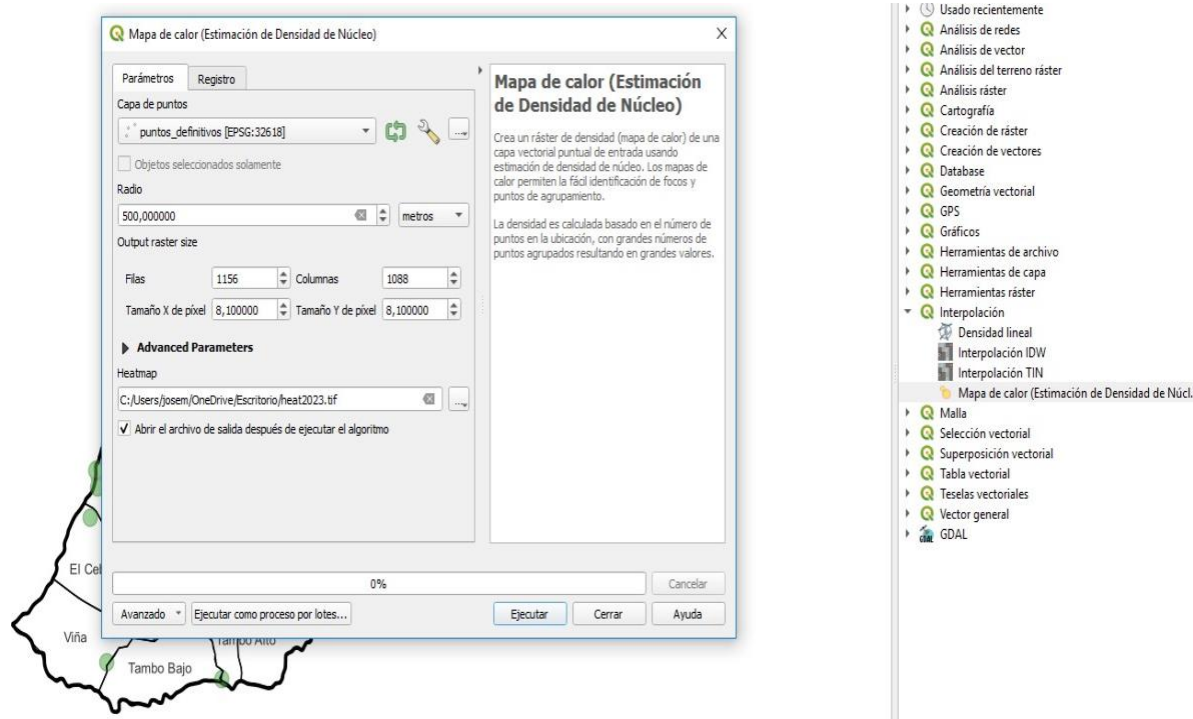 Mapa de calor (Estimación de Densidad de Núcleo)
Parámetros
Registro
Capa de puntos
puntos_definitivos [EPSG:32618]
Objetos seleccionados solamente
Radio
500,000000
metros
Output raster size
Filas
1156
Columnas
1088
Tamaño X de píxel
8,100000
Tamaño Y de píxel
8,100000
Advanced Parameters
Heatmap
C:/Users/josem/OneDrive/Escritorio/heat2023.tif
Abrir el archivo de salida después de ejecutar el algoritmo
Mapa de calor (Estimación
de Densidad de Núcleo)
Crea un ráster de densidad (mapa de calor) de una
capa vectorial puntual de entrada usando
estimación de densidad de núcleo. Los mapas de
calor permiten la fácil identificación de focos y
puntos de agrupamiento.
La densidad es calculada basado en el número de
puntos en la ubicación, con grandes números de
puntos agrupados resultando en grandes valores.
0%
Cancelar
Avanzado
Ejecutar como proceso por lotes...
Ejecutar
Cerrar
Ayuda
El Ce
Viña
Tambo Alto
Tambo Bajo
Usado recientemente
Análisis de redes
Análisis de vector
Análisis del terreno ráster
Análisis ráster
Cartografía
Creación de ráster
Creación de vectores
Database
Geometría vectorial
GPS
Gráficos
Herramientas de archivo
Herramientas de capa
Herramientas ráster
Interpolación
Densidad lineal
Interpolación IDW
Interpolación TIN
Mapa de calor (Estimación de Densidad de Núcl.
Malla
Selección vectorial
Superposición vectorial
Tabla vectorial
Teselas vectoriales
Vector general
GDAL